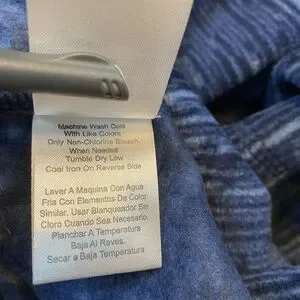 Machine Wash Cold
With Like Colors
Only Non-Chlorine Bleach
When Needed
Tumble Dry Low
Cool Iron On Reverse Side
Lavar A Maquina Con Agua
Fria Con Elementos De Color
Similar. Usar Blanqueador Sin
Cloro Cuando Sea Necesario.
Planchar A Temperatura
Baja Al Reves.
Secar a Baja Temperatura